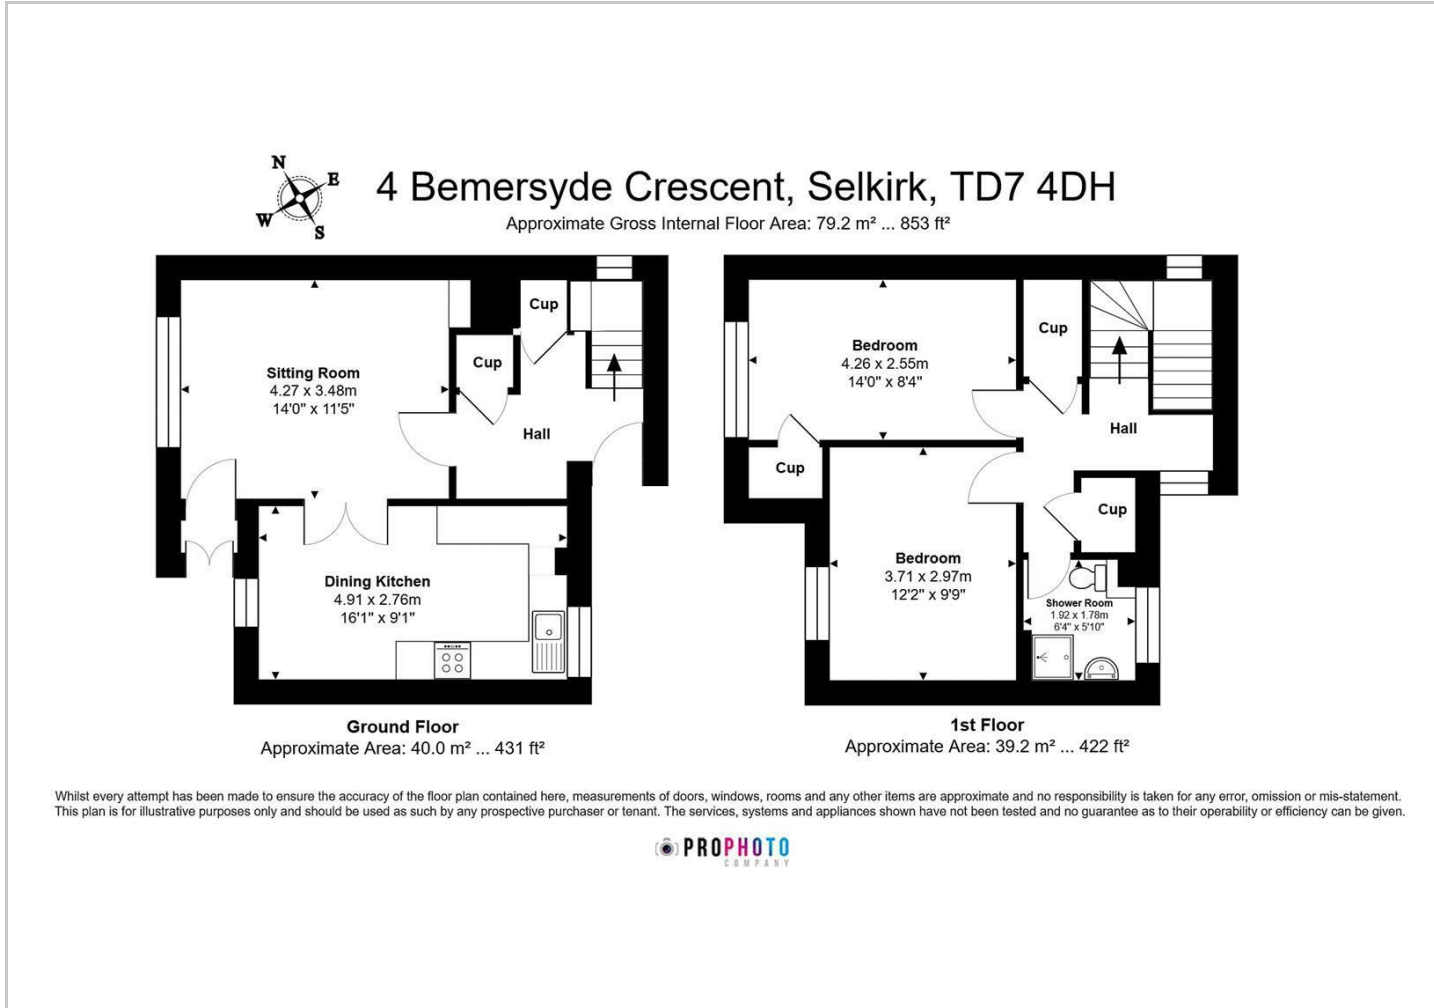 N
E
W
S
4 Bemersyde Crescent, Selkirk, TD7 4DH
Approximate Gross Internal Floor Area: 79.2 m² ... 853 ft²
Cup
Cup
Sitting Room
4.27 x 3.48m
14'0" x 11'5"
Hall
Dining Kitchen
4.91 x 2.76m
16'1" x 9'1"
Ground Floor
Approximate Area: 40.0 m² ... 431 ft²
Bedroom
4.26 x 2.55m
14'0" x 8'4"
Cup
Hall
Cup
Cup
Bedroom
3.71 x 2.97m
12'2" x 9'9"
Shower Room
1.92 x 1.78m
6'4" x 5'10"
1st Floor
Approximate Area: 39.2 m² ... 422 ft²
Whilst every attempt has been made to ensure the accuracy of the floor plan contained here, measurements of doors, windows, rooms and any other items are approximate and no responsibility is taken for any error, omission or mis-statement.
This plan is for illustrative purposes only and should be used as such by any prospective purchaser or tenant. The services, systems and appliances shown have not been tested and no guarantee as to their operability or efficiency can be given.
PROPHOTO
COMPANY